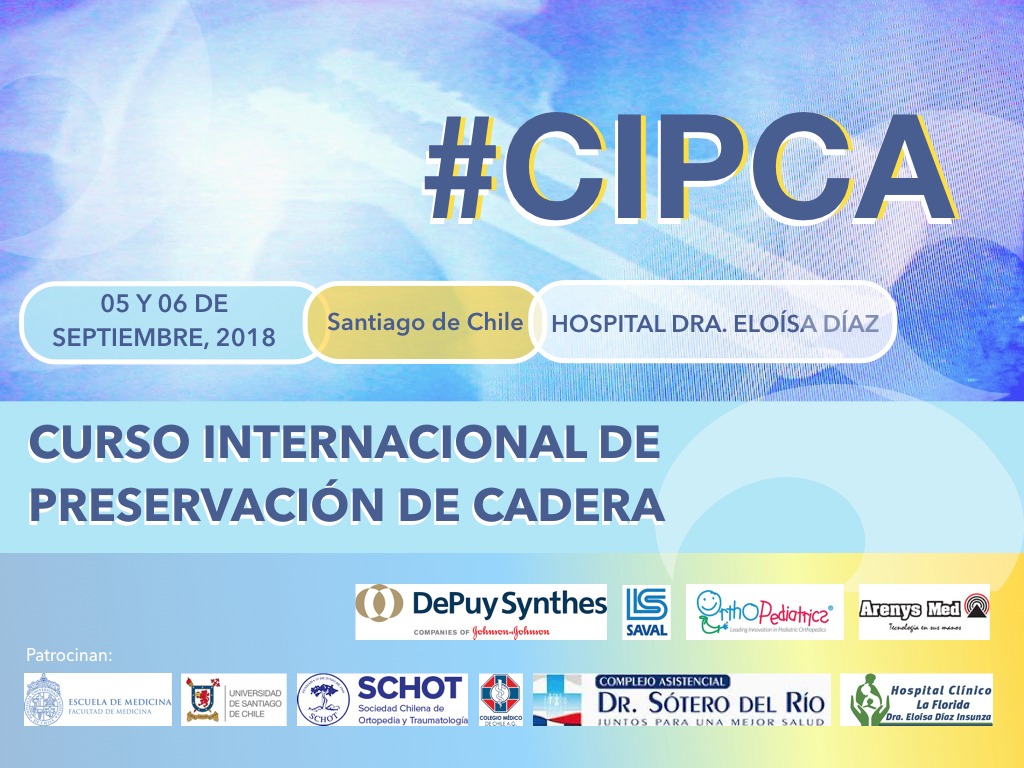 #CIPCA
05 Y 06 DE
SEPTIEMBRE, 2018
Santiago de Chile
HOSPITAL DRA. ELOÍSA DÍAZ
CURSO INTERNACIONAL DE
PRESERVACIÓN DE CADERA
DePuy Synthes
COMPANIES OF Johnson & Johnson
SAVAL
OrthoPediatrics®
Leading Innovation in Pediatric Orthopedics
Arenys Med
Tecnología en sus manos
Patrocinan:
ESCUELA DE MEDICINA
FACULTAD DE MEDICINA
UNIVERSIDAD
DE SANTIAGO
DE CHILE
SCHOT
SCHOT
Sociedad Chilena de
Ortopedia y Traumatología
COLEGIO MÉDICO
DE CHILE A.G.
COMPLEJO ASISTENCIAL
DR. SÓTERO DEL RÍO
JUNTOS PARA UNA MEJOR SALUD
Hospital Clínico
La Florida
Dra. Eloísa Díaz Insunza